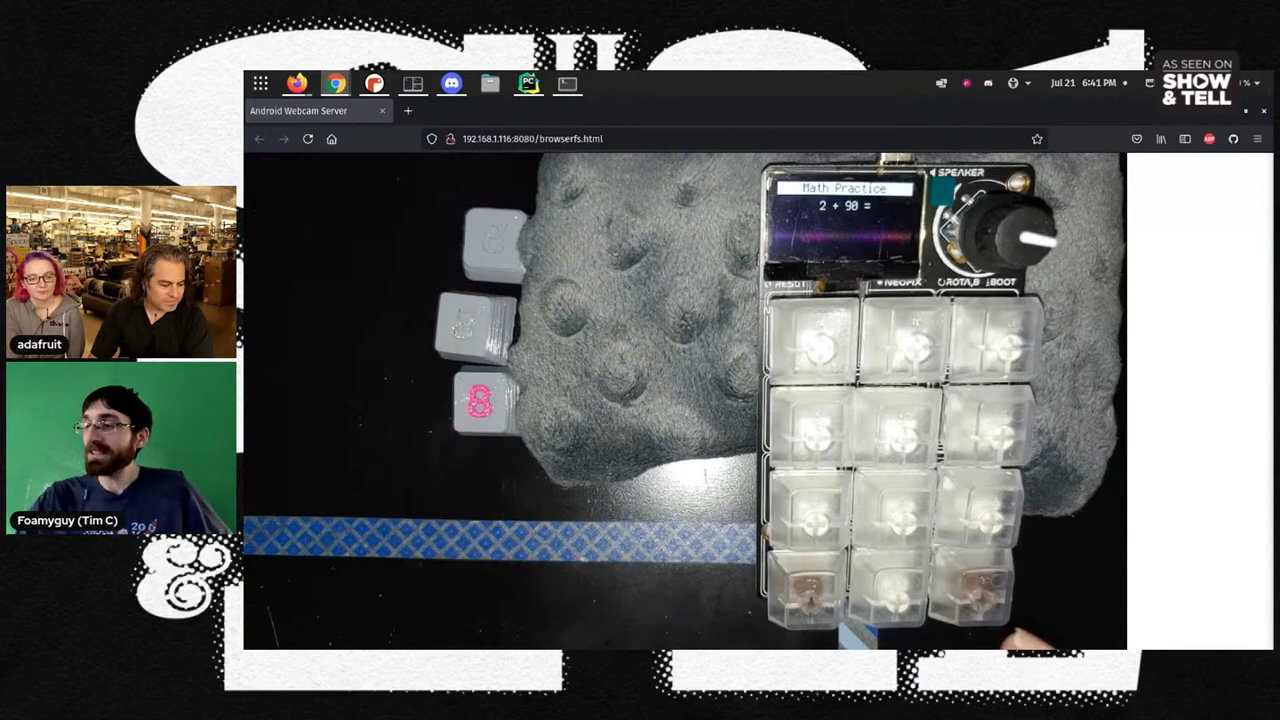 AS SEEN ON
SHOW
& TELL
Jul 21 6:41 PM
Android Webcam Server
192.168.1.116:8080/browserfs.html
SPEAKER
Math Practice
2 + 90 =
RESET
NEOPIX
ROTA,B
BOOT
8
adafruit
Foamyguy (Tim C)
&